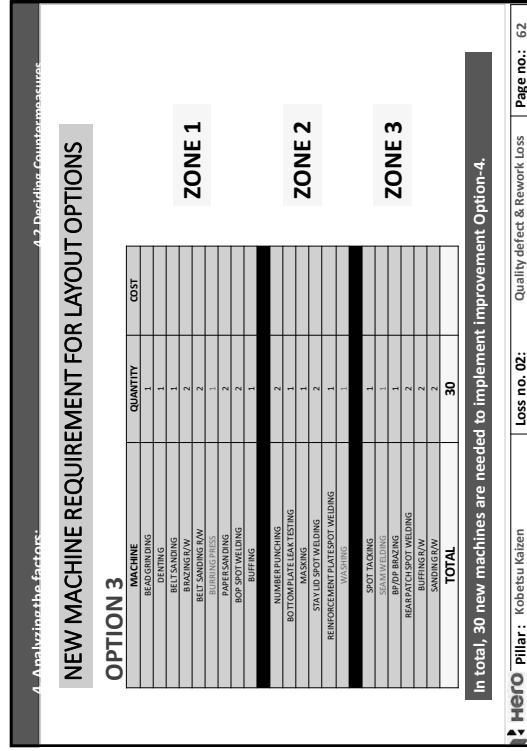 4. Analyzing the factors: 4.2 Deciding Countermeasures
NEW MACHINE REQUIREMENT FOR LAYOUT OPTIONS
OPTION 3
MACHINE QUANTITY COST
BEAD GRINDING 1
DENTING 1
BELT SANDING 1
BRAZING R/W 2
BELT SANDING R/W 2
BURRING PRESS 1
PAPER SANDING 2
BOP SPOT WELDING 2
BUFFING 1
ZONE 1
NUMBER PUNCHING 2
BOTTOM PLATE LEAK TESTING 1
MASKING 1
STAY LID SPOT WELDING 2
REINFORCEMENT PLATE SPOT WELDING 1
WASHING 1
ZONE 2
SPOT TACKING 1
SEAM WELDING 1
BP/DP BRAZING 1
REAR PATCH SPOT WELDING 2
BUFFING R/W 2
SANDING R/W 2
ZONE 3
TOTAL 30
In total, 30 new machines are needed to implement improvement Option-4.
Hero Pillar : Kobetsu Kaizen Loss no. 02: Quality defect & Rework Loss Page no.: 62